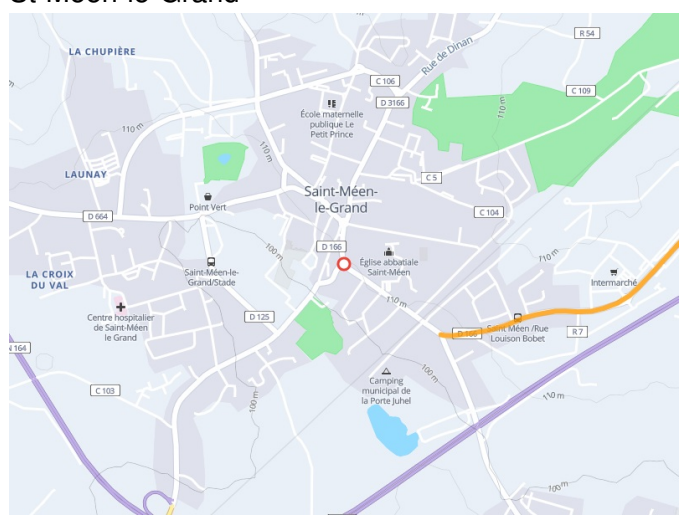 St-Méen-le-Grand
LA CHUPIÈRE
R 54
Rue de Dinan
C 106
C 109
D 3166
110 m
110 m
École maternelle
publique Le
Petit Prince
110 m
LAUNAY
C 5
Saint-Méen-
le-Grand
Point Vert
D 664
C 104
D 166
100 m
Église abbatiale
Saint-Méen
110 m
Saint-Méen-le-
Grand/Stade
LA CROIX
DU VAL
Intermarché
110 m
Centre hospitalier
de Saint-Méen
le Grand
D 125
Saint Méen /Rue
Louison Bobet
R 7
N 164
100 m
C 103
100 m
Camping
municipal de
la Porte Juhel
110 m
100 m